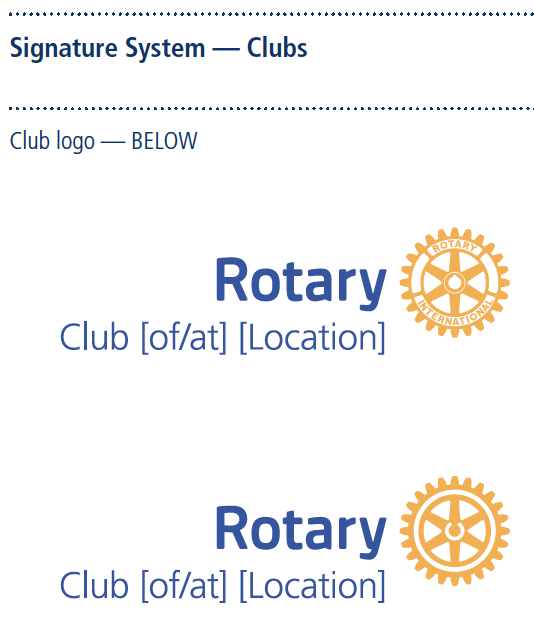 Signature System — Clubs
Club logo — BELOW
Rotary
ROTARY
INTERNATIONAL
Club [of/at] [Location]
Rotary
Club [of/at] [Location]